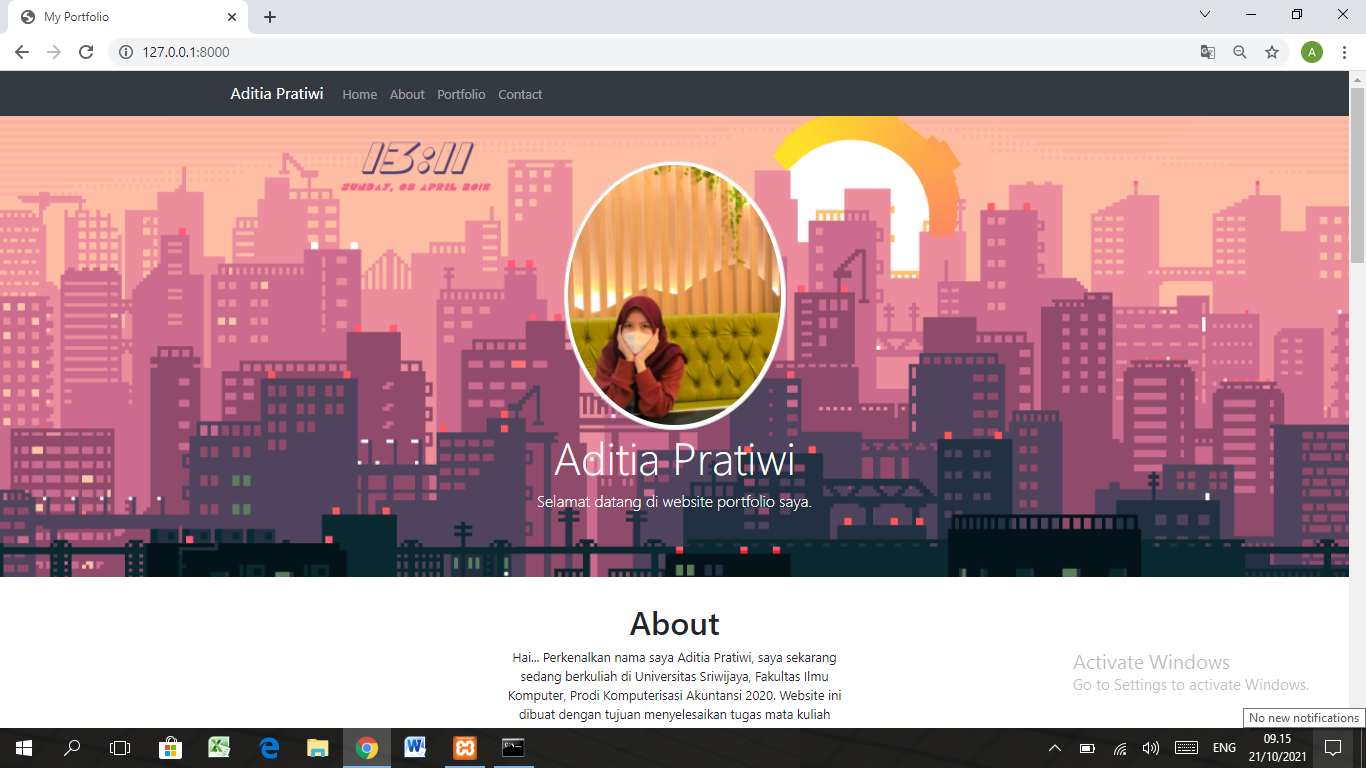 My Portfolio
127.0.0.1:8000
A
Aditia Pratiwi Home About Portfolio Contact
13:11
SUNDAY, 08 APRIL 2018
Aditia Pratiwi
Selamat datang di website portfolio saya.
About
Hai... Perkenalkan nama saya Aditia Pratiwi, saya sekarang
sedang berkuliah di Universitas Sriwijaya, Fakultas Ilmu
Komputer, Prodi Komputerisasi Akuntansi 2020. Website ini
dibuat dengan tujuan menyelesaikan tugas mata kuliah
Activate Windows
Go to Settings to activate Windows.
No new notifications
ENG
09.15
21/10/2021